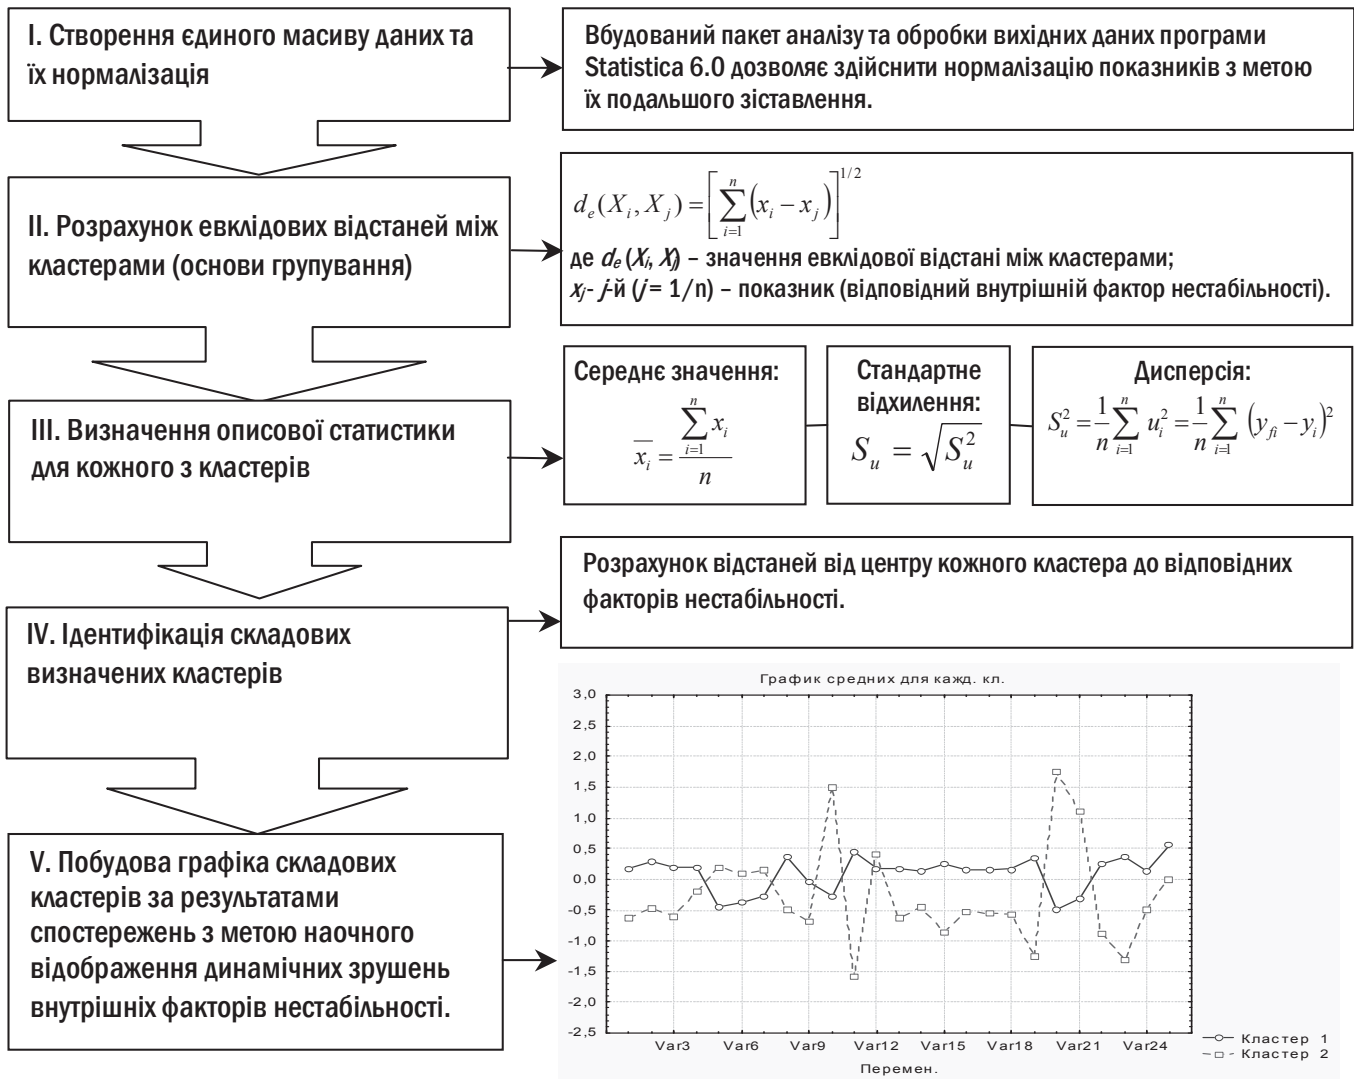 I. Створення єдиного масиву даних та
їх нормалізація
Вбудований пакет аналізу та обробки вихідних даних програми
Statistica 6.0 дозволяє здійснити нормалізацію показників з метою
їх подальшого зіставлення.
II. Розрахунок евклідових відстаней між
кластерами (основи групування)
d_e(X_i, X_j) = [∑_{i=1}^{n}(x_i − x_j)]^{1/2}
де d_e (X_i, X_j) – значення евклідової відстані між кластерами;
x_j - j-й (j = 1/n) – показник (відповідний внутрішній фактор нестабільності).
III. Визначення описової статистики
для кожного з кластерів
Середнє значення:
x̄_i = ∑_{i=1}^{n} x_i / n
Стандартне
відхилення:
S_u = √S_u^2
Дисперсія:
S_u^2 = 1/n ∑_{i=1}^{n} u_i^2 = 1/n ∑_{i=1}^{n} (y_{fi} − y_i)^2
IV. Ідентифікація складових
визначених кластерів
Розрахунок відстаней від центру кожного кластера до відповідних
факторів нестабільності.
V. Побудова графіка складових
кластерів за результатами
спостережень з метою наочного
відображення динамічних зрушень
внутрішніх факторів нестабільності.
График средних для кажд. кл.
3,0
2,5
2,0
1,5
1,0
0,5
0,0
-0,5
-1,0
-1,5
-2,0
-2,5
Var3 Var6 Var9 Var12 Var15 Var18 Var21 Var24
Перемен.
Кластер 1
Кластер 2